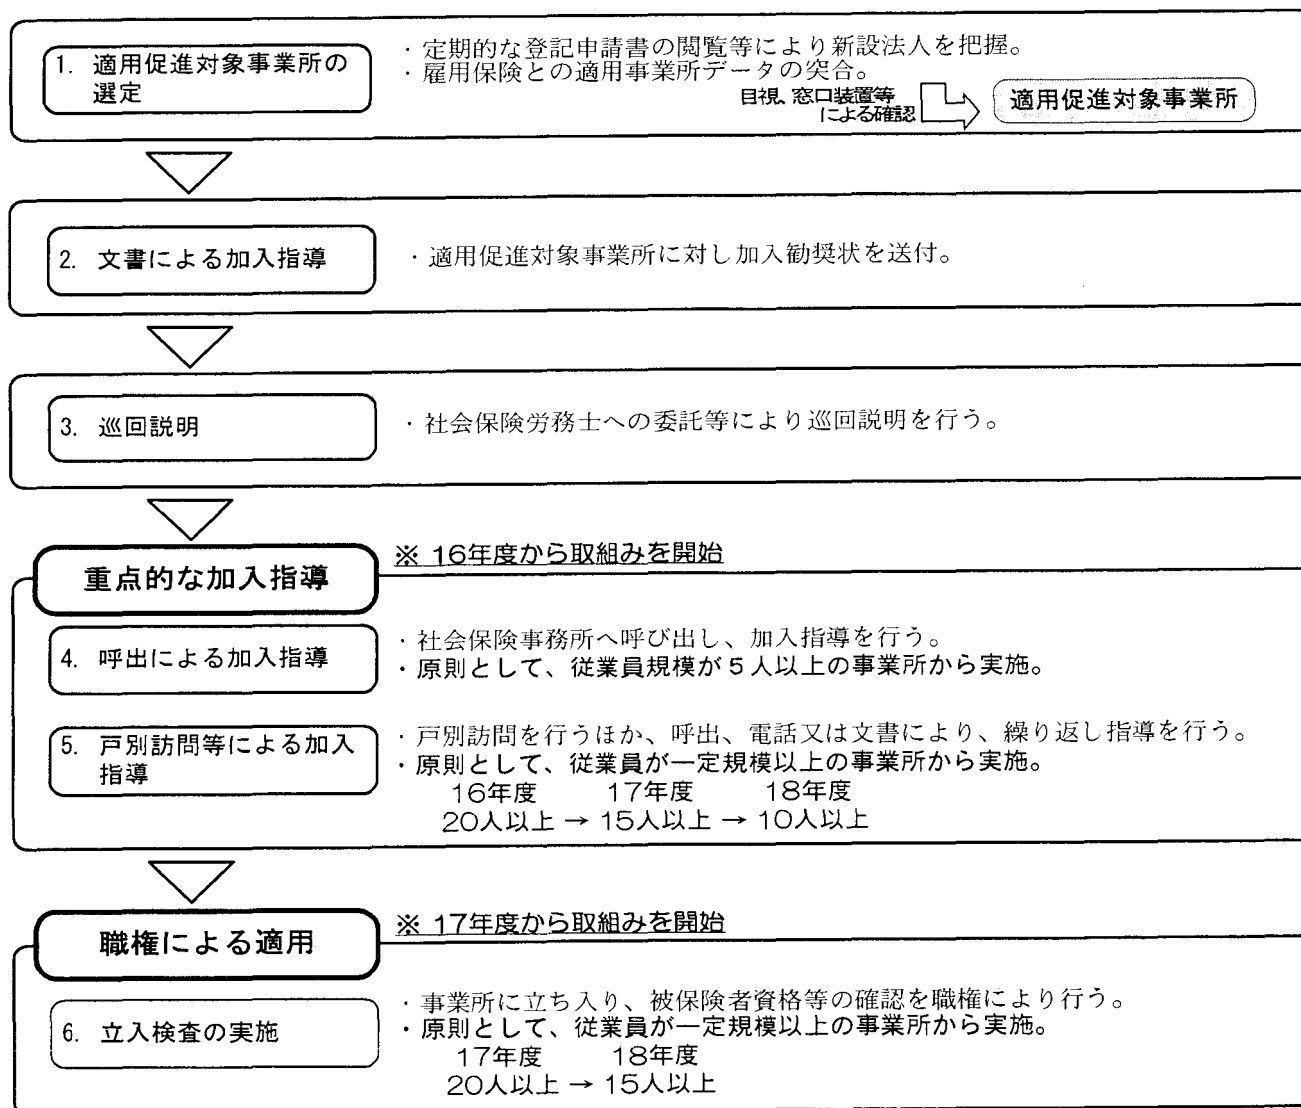 1. 適用促進対象事業所の
選定
・定期的な登記申請書の閲覧等により新設法人を把握。
・雇用保険との適用事業所データの突合。
目視、窓口装置等
による確認
適用促進対象事業所
2. 文書による加入指導
・適用促進対象事業所に対し加入勧奨状を送付。
3. 巡回説明
・社会保険労務士への委託等により巡回説明を行う。
重点的な加入指導
※ 16年度から取組みを開始
4. 呼出による加入指導
・社会保険事務所へ呼び出し、加入指導を行う。
・原則として、従業員規模が5人以上の事業所から実施。
5. 戸別訪問等による加入
指導
・戸別訪問を行うほか、呼出、電話又は文書により、繰り返し指導を行う。
・原則として、従業員が一定規模以上の事業所から実施。
16年度 17年度 18年度
20人以上 → 15人以上 → 10人以上
職権による適用
※ 17年度から取組みを開始
6. 立入検査の実施
・事業所に立ち入り、被保険者資格等の確認を職権により行う。
・原則として、従業員が一定規模以上の事業所から実施。
17年度 18年度
20人以上 → 15人以上